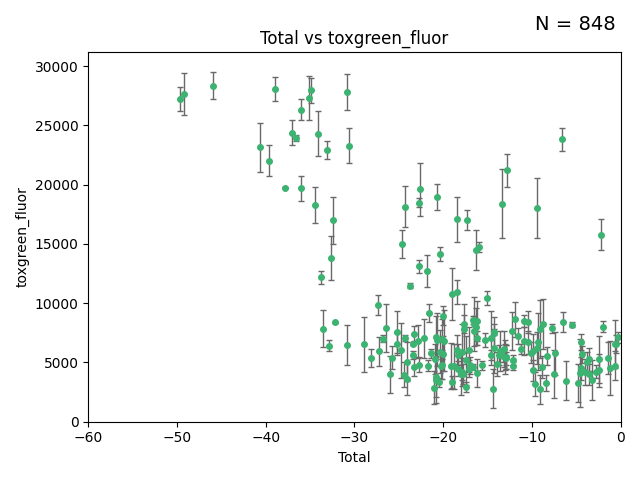 N = 848
Total vs toxgreen_fluor
30000
25000
20000
15000
10000
5000
0
toxgreen_fluor
−60 −50 −40 −30 −20 −10 0
Total